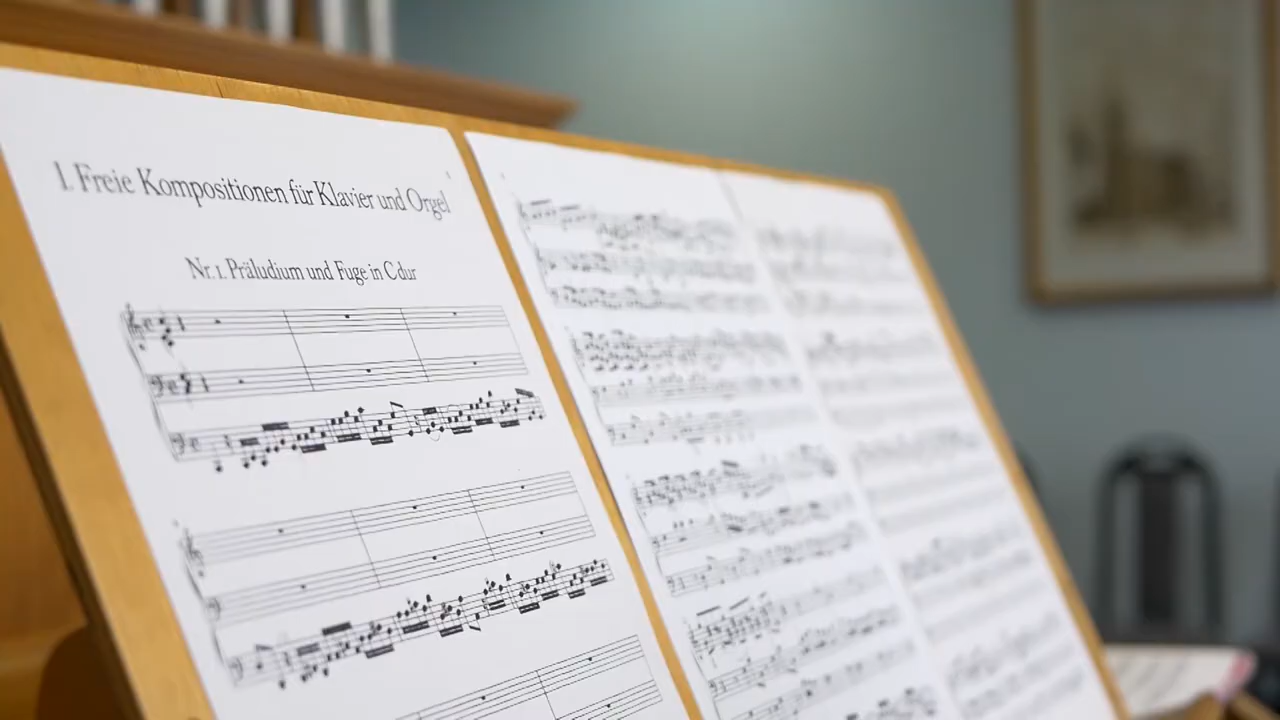 I. Freie Kompositionen für Klavier und Orgel
Nr. 1. Präludium und Fuge in C dur